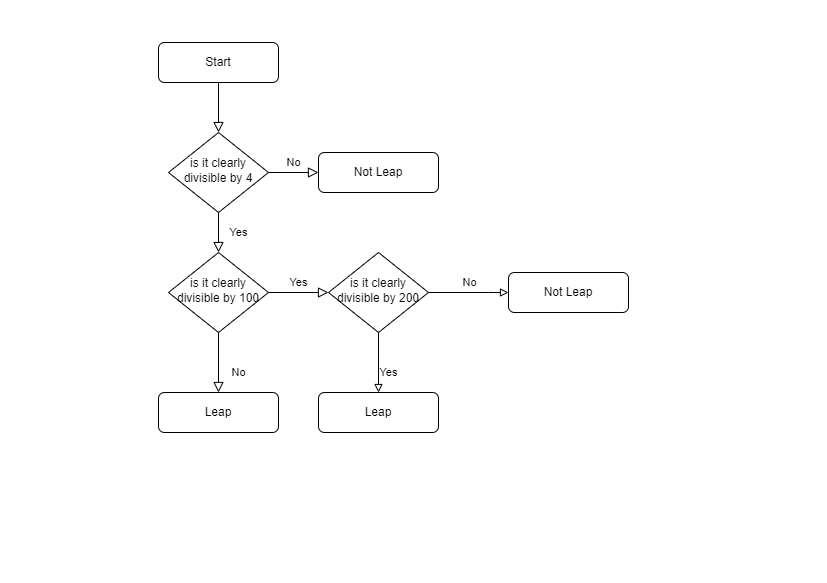 Start
is it clearly
divisible by 4
No
Not Leap
Yes
is it clearly
divisible by 100
Yes
is it clearly
divisible by 200
No
Not Leap
No
Yes
Leap
Leap